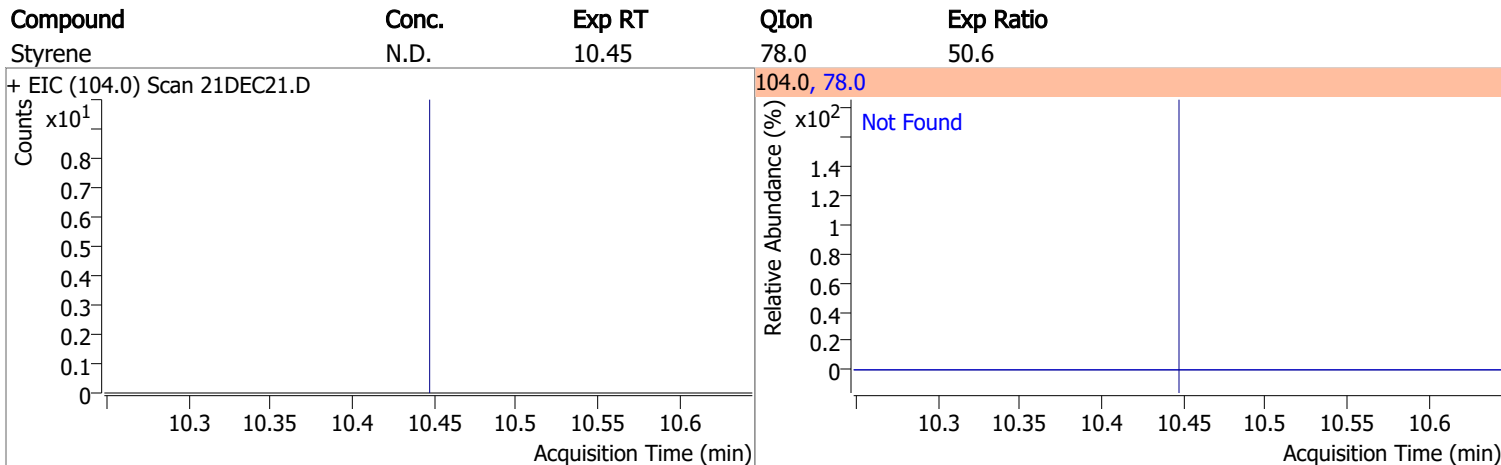 Compound Conc. Exp RT QIon Exp Ratio
Styrene N.D. 10.45 78.0 50.6
+ EIC (104.0) Scan 21DEC21.D
Counts
x10¹
0.8
0.7
0.6
0.5
0.4
0.3
0.2
0.1
0
10.3 10.35 10.4 10.45 10.5 10.55 10.6
Acquisition Time (min)
104.0, 78.0
Relative Abundance (%)
x10²
Not Found
1.4
1.2
1
0.8
0.6
0.4
0.2
0
10.3 10.35 10.4 10.45 10.5 10.55 10.6
Acquisition Time (min)